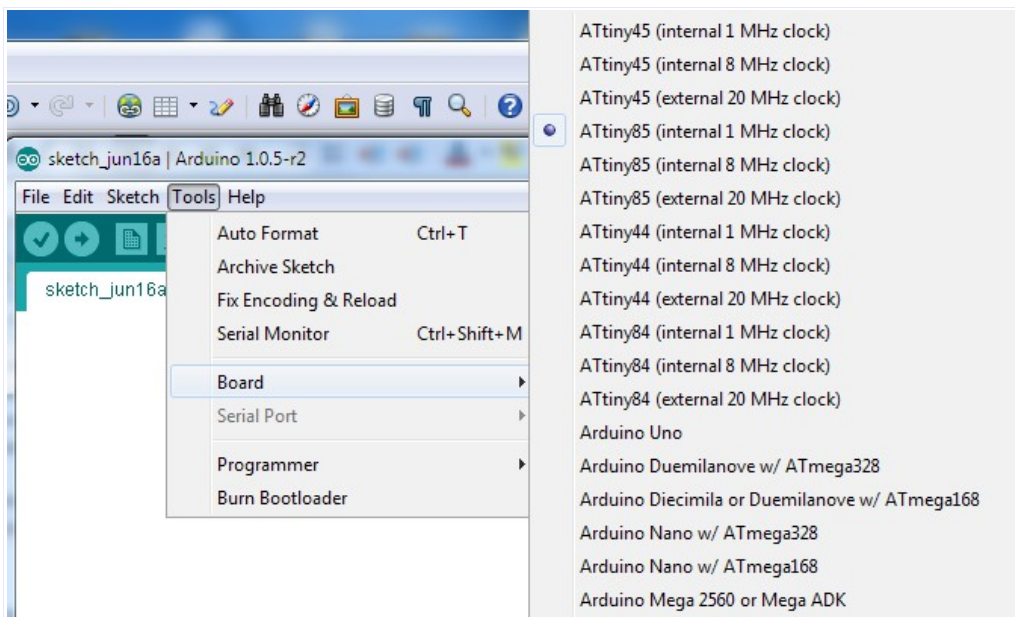 sketch_jun16a | Arduino 1.0.5-r2
File Edit Sketch Tools Help
sketch_jun16a
Auto Format Ctrl+T
Archive Sketch
Fix Encoding & Reload
Serial Monitor Ctrl+Shift+M
Board
Serial Port
Programmer
Burn Bootloader
ATtiny45 (internal 1 MHz clock)
ATtiny45 (internal 8 MHz clock)
ATtiny45 (external 20 MHz clock)
ATtiny85 (internal 1 MHz clock)
ATtiny85 (internal 8 MHz clock)
ATtiny85 (external 20 MHz clock)
ATtiny44 (internal 1 MHz clock)
ATtiny44 (internal 8 MHz clock)
ATtiny44 (external 20 MHz clock)
ATtiny84 (internal 1 MHz clock)
ATtiny84 (internal 8 MHz clock)
ATtiny84 (external 20 MHz clock)
Arduino Uno
Arduino Duemilanove w/ ATmega328
Arduino Diecimila or Duemilanove w/ ATmega168
Arduino Nano w/ ATmega328
Arduino Nano w/ ATmega168
Arduino Mega 2560 or Mega ADK